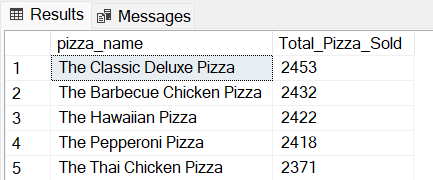 Results Messages
pizza_name Total_Pizza_Sold
1 The Classic Deluxe Pizza 2453
2 The Barbecue Chicken Pizza 2432
3 The Hawaiian Pizza 2422
4 The Pepperoni Pizza 2418
5 The Thai Chicken Pizza 2371